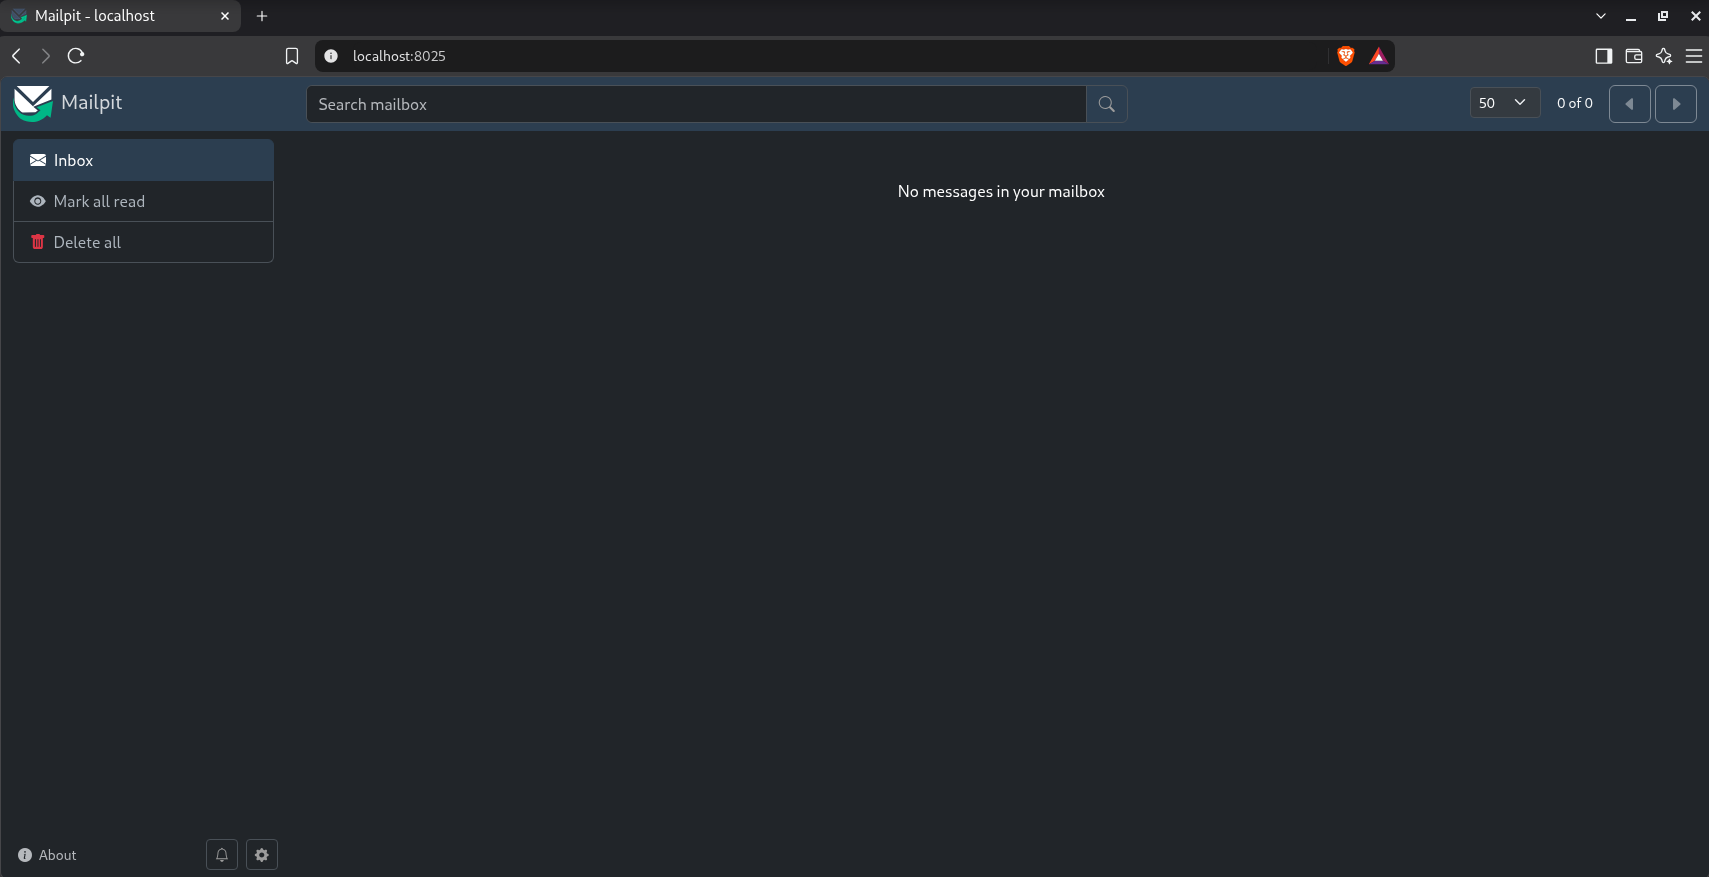 Mailpit - localhost
localhost:8025
Mailpit
Search mailbox
50
0 of 0
Inbox
Mark all read
Delete all
No messages in your mailbox
About